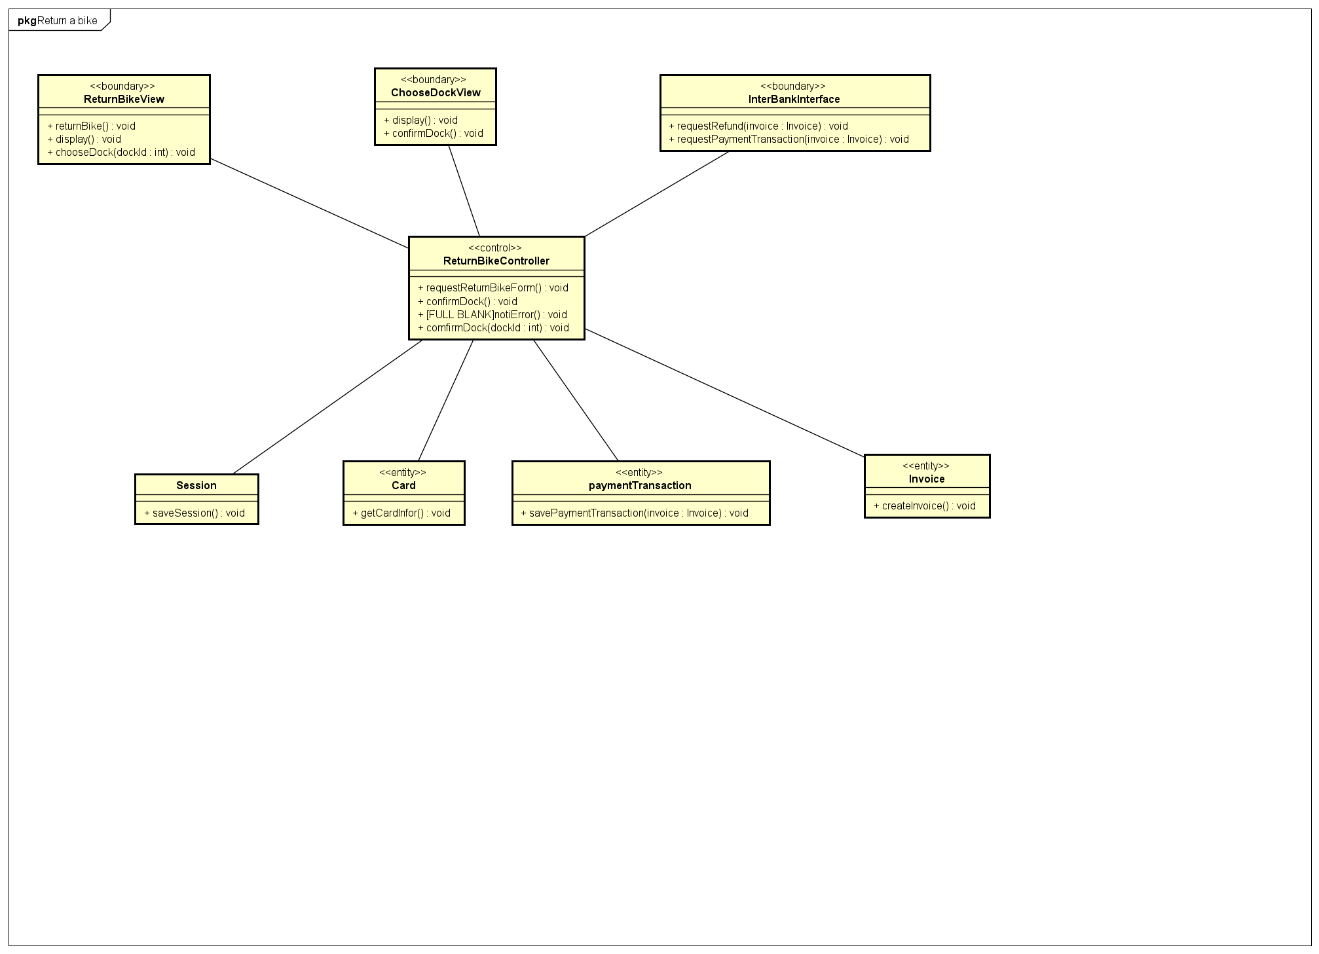 pkgReturn a bike
<<boundary>>
ReturnBikeView
+ returnBike() : void
+ display() : void
+ chooseDock(dockId : int) : void
<<boundary>>
ChooseDockView
+ display() : void
+ confirmDock() : void
<<boundary>>
InterBankInterface
+ requestRefund(invoice : Invoice) : void
+ requestPaymentTransaction(invoice : Invoice) : void
<<control>>
ReturnBikeController
+ requestReturnBikeForm() : void
+ confirmDock() : void
+ [FULL BLANK]notiError() : void
+ comfirmDock(dockId : int) : void
Session
+ saveSession() : void
<<entity>>
Card
+ getCardInfor() : void
<<entity>>
paymentTransaction
+ savePaymentTransaction(invoice : Invoice) : void
<<entity>>
Invoice
+ createInvoice() : void